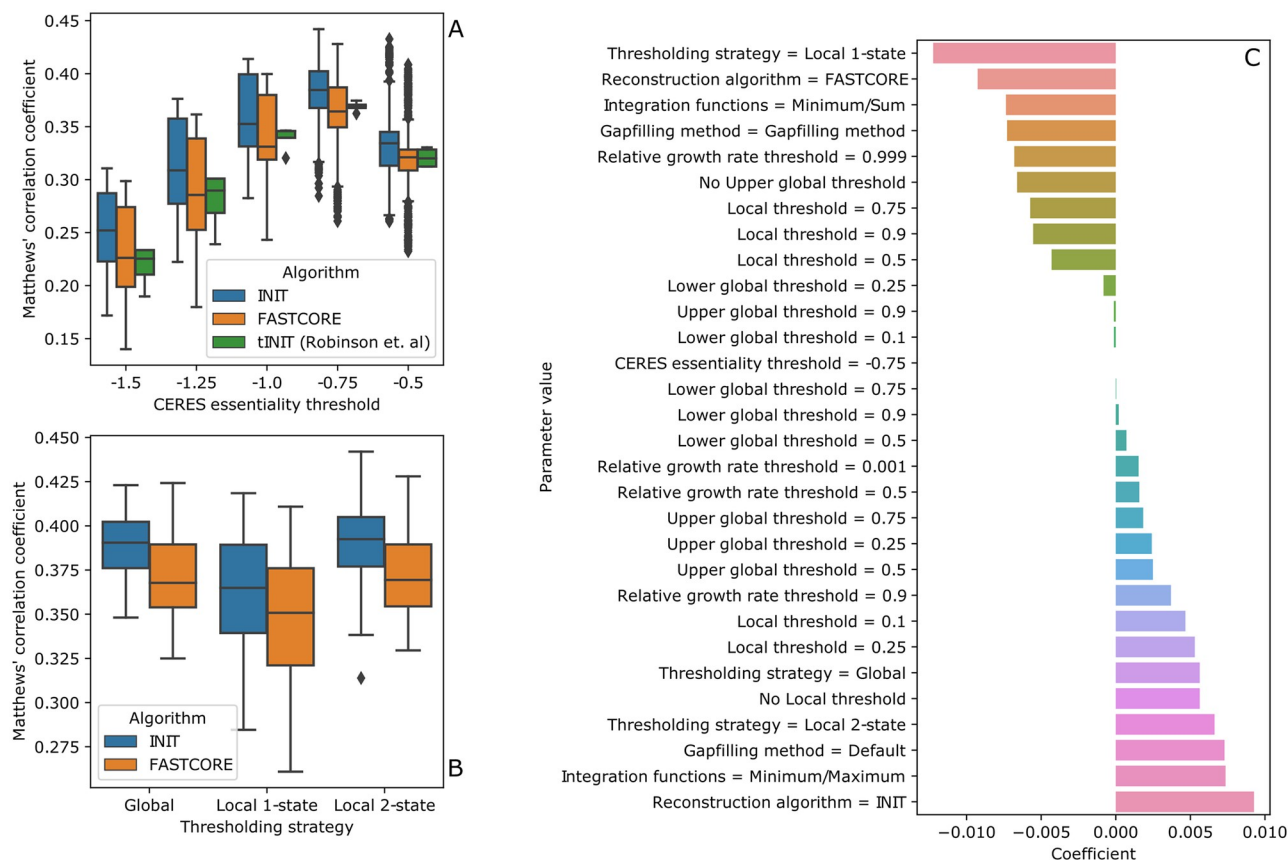 A
0.45
0.40
0.35
0.30
0.25
0.20
0.15
Matthews' correlation coefficient
Algorithm
INIT
FASTCORE
tINIT (Robinson et. al)
-1.5 -1.25 -1.0 -0.75 -0.5
CERES essentiality threshold
0.450
0.425
0.400
0.375
0.350
0.325
0.300
0.275
Matthews' correlation coefficient
Algorithm
INIT
FASTCORE
B
Global Local 1-state Local 2-state
Thresholding strategy
C
Parameter value
Thresholding strategy = Local 1-state
Reconstruction algorithm = FASTCORE
Integration functions = Minimum/Sum
Gapfilling method = Gapfilling method
Relative growth rate threshold = 0.999
No Upper global threshold
Local threshold = 0.75
Local threshold = 0.9
Local threshold = 0.5
Lower global threshold = 0.25
Upper global threshold = 0.9
Lower global threshold = 0.1
CERES essentiality threshold = -0.75
Lower global threshold = 0.75
Lower global threshold = 0.9
Lower global threshold = 0.5
Relative growth rate threshold = 0.001
Relative growth rate threshold = 0.5
Upper global threshold = 0.75
Upper global threshold = 0.25
Upper global threshold = 0.5
Relative growth rate threshold = 0.9
Local threshold = 0.1
Local threshold = 0.25
Thresholding strategy = Global
No Local threshold
Thresholding strategy = Local 2-state
Gapfilling method = Default
Integration functions = Minimum/Maximum
Reconstruction algorithm = INIT
−0.010 −0.005 0.000 0.005 0.010
Coefficient